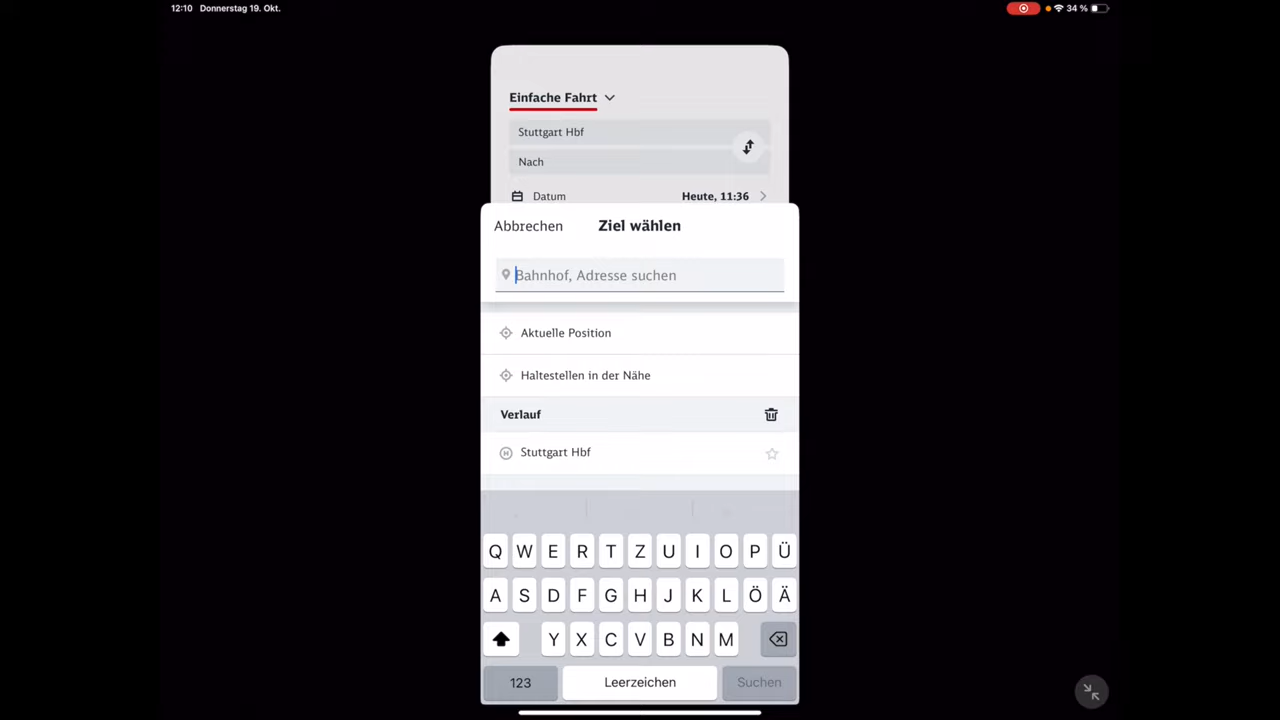 12:10 Donnerstag 19. Okt.
34 %
Einfache Fahrt
Stuttgart Hbf
Nach
Datum Heute, 11:36
Abbrechen Ziel wählen
Bahnhof, Adresse suchen
Aktuelle Position
Haltestellen in der Nähe
Verlauf
H Stuttgart Hbf
Q W E R T Z U I O P Ü
A S D F G H J K L Ö Ä
Y X C V B N M
123 Leerzeichen Suchen